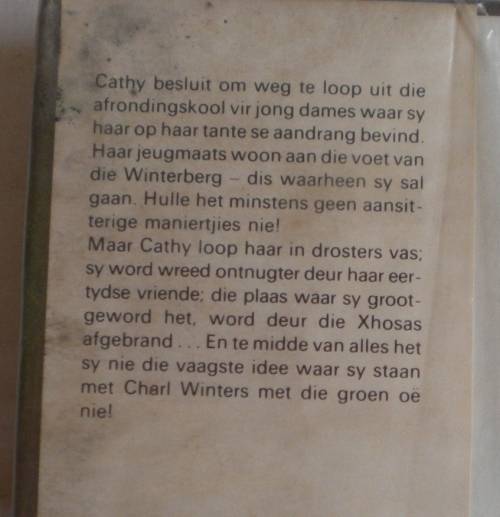 Cathy besluit om weg te loop uit die
afrondingskool vir jong dames waar sy
haar op haar tante se aandrang bevind.
Haar jeugmaats woon aan die voet van
die Winterberg – dis waarheen sy sal
gaan. Hulle het minstens geen aansit-
terige maniertjies nie!
Maar Cathy loop haar in drosters vas;
sy word wreed ontnugter deur haar eer-
tydse vriende; die plaas waar sy groot-
geword het, word deur die Xhosas
afgebrand . . . En te midde van alles het
sy nie die vaagste idee waar sy staan
met Charl Winters met die groen oë
nie!